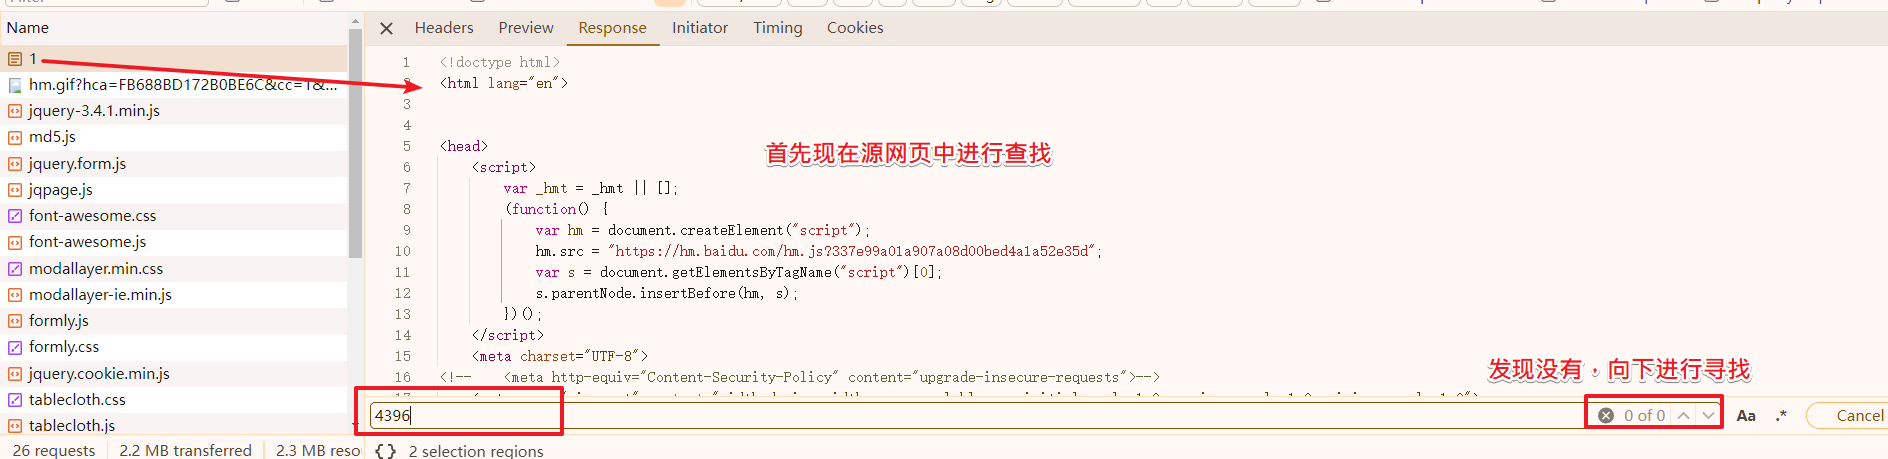 Name
1
hm.gif?hca=FB688BD172B0BE6C&cc=1&...
jquery-3.4.1.min.js
md5.js
jquery.form.js
jqpage.js
font-awesome.css
font-awesome.js
modallayer.min.css
modallayer-ie.min.js
formly.js
formly.css
jquery.cookie.min.js
tablecloth.css
tablecloth.js
26 requests 2.2 MB transferred 2.3 MB reso
Headers Preview Response Initiator Timing Cookies
1 <!doctype html>
2 <html lang="en">
3
4
5 <head>
6 <script>
7 var _hmt = _hmt || [];
8 (function() {
9 var hm = document.createElement("script");
10 hm.src = "https://hm.baidu.com/hm.js?337e99a01a907a08d00bed4a1a52e35d";
11 var s = document.getElementsByTagName("script")[0];
12 s.parentNode.insertBefore(hm, s);
13 })();
14 </script>
15 <meta charset="UTF-8">
16 <!-- <meta http-equiv="Content-Security-Policy" content="upgrade-insecure-requests">-->
首先现在源网页中进行查找
发现没有，向下进行寻找
4396 0 of 0 Aa .* Cancel
{} 2 selection regions